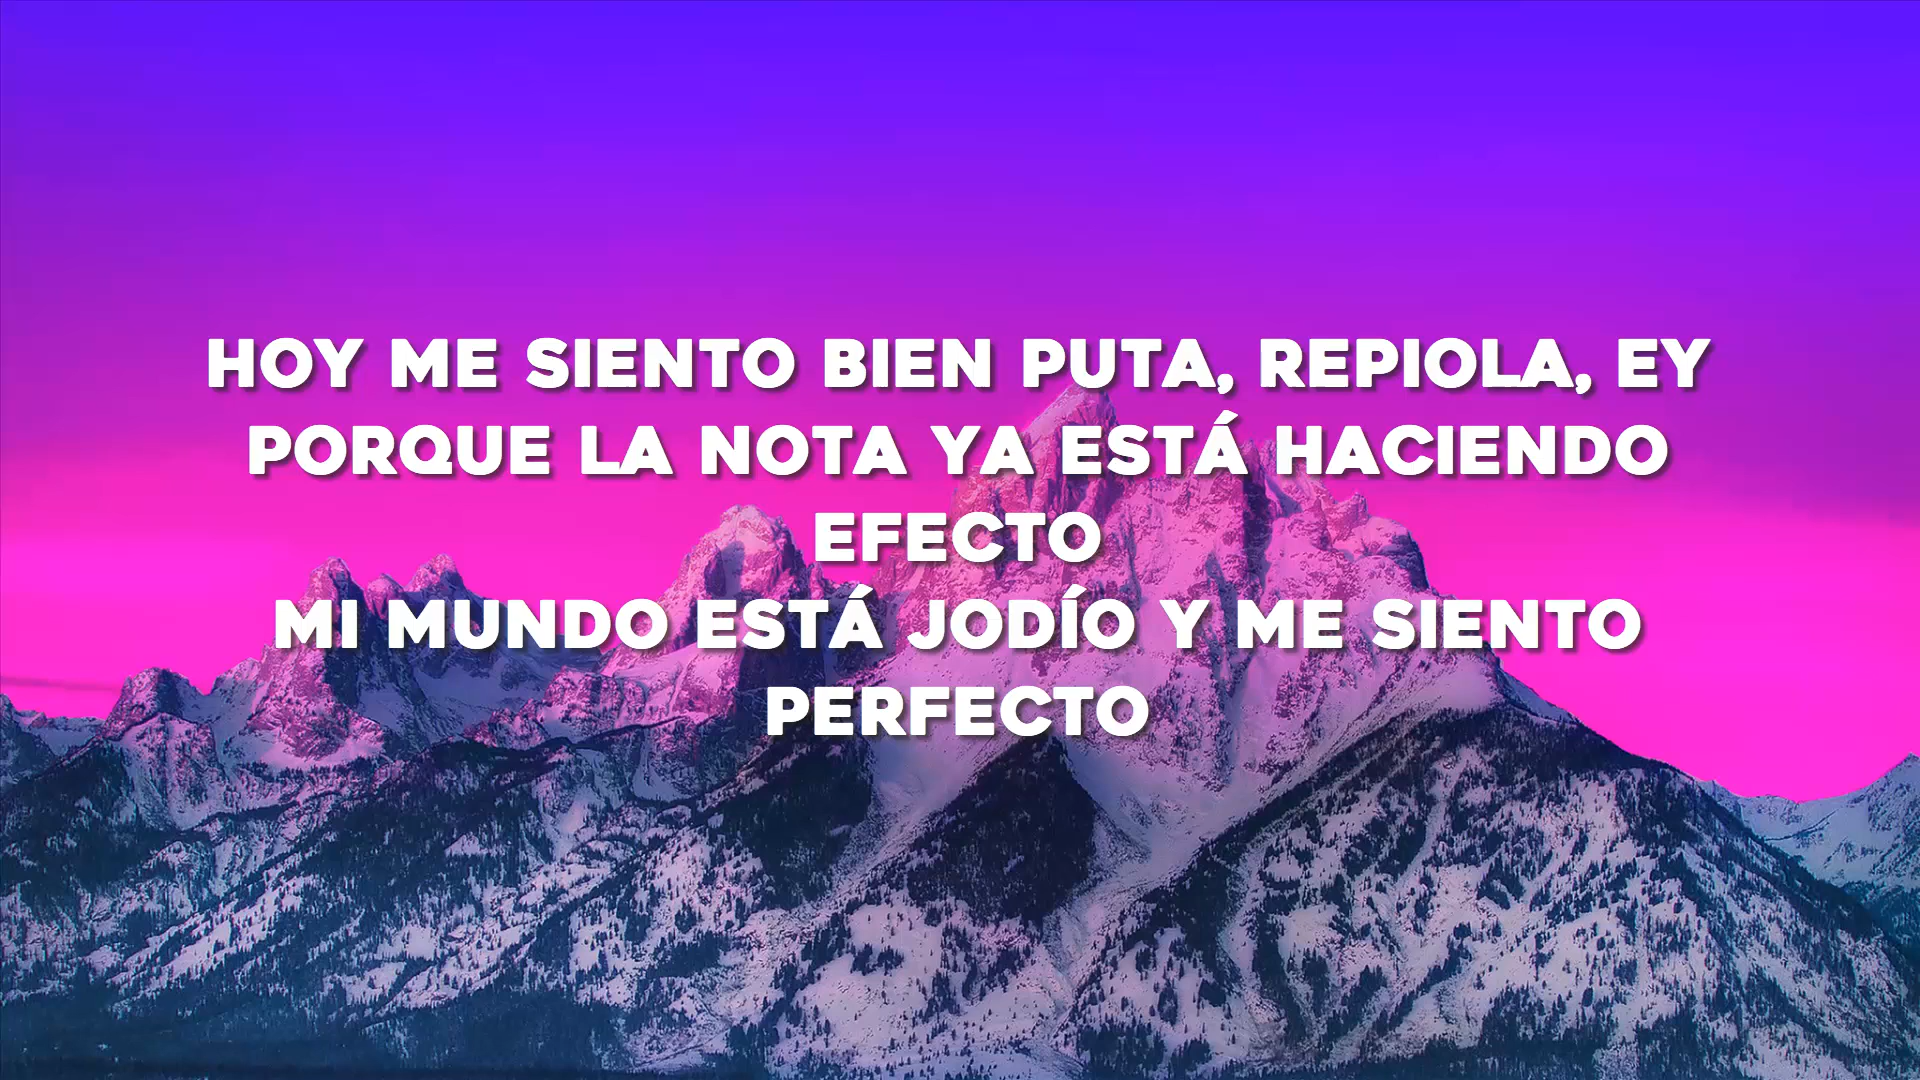 HOY ME SIENTO BIEN PUTA, REPIOLA, EY
PORQUE LA NOTA YA ESTÁ HACIENDO
EFECTO
MI MUNDO ESTÁ JODÍO Y ME SIENTO
PERFECTO